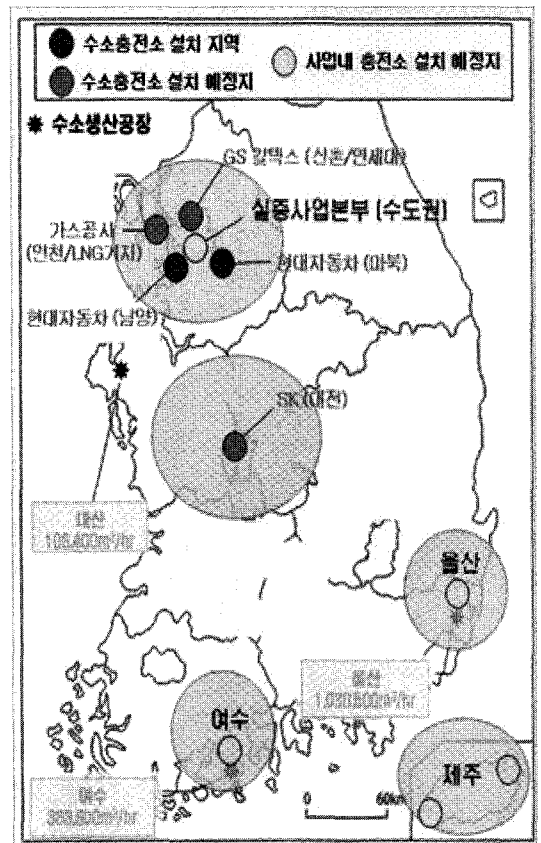 수소충전소 설치 지역
사업내 충전소 설치 예정지
수소충전소 설치 예정지
수소생산공장
GS 칼텍스 (신촌/연세대)
실증사업본부 (수도권)
가스공사
(인천/LNG기지)
현대자동차 (마북)
현대자동차 (남양)
SK (대전)
대산
울산
울산
여수
제주
여수
0 60km